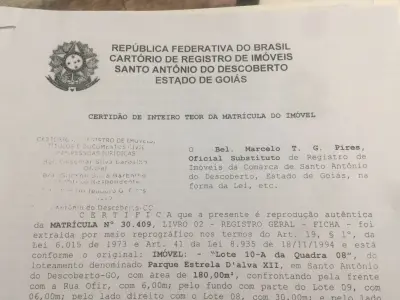 REPÚBLICA FEDERATIVA DO BRASIL
CARTÓRIO DE REGISTRO DE IMÓVEIS
SANTO ANTÔNIO DO DESCOBERTO
ESTADO DE GOIÁS
CERTIDÃO DE INTEIRO TEOR DA MATRÍCULA DO IMÓVEL
O Bel. Marcelo T. G. Pires,
Oficial Substituto de Registro de
Imóveis da Comarca de Santo Antônio
do Descoberto, Estado de Goiás, na
forma da Lei, etc.
C E R T I F I C A que a presente é reprodução autêntica
da MATRÍCULA Nº 30.409, LIVRO 02 - REGISTRO GERAL - FICHA - foi
extraída por meio reprográfico nos termos do Art. 19, § 1º, da
Lei 6.015 de 1973 e Art. 41 da Lei 8.935 de 18/11/1994 e está
conforme o original: IMÓVEL: - "Lote 10-A da Quadra 08", do
loteamento denominado Parque Estrela D'alva XII, em Santo Antônio
do Descoberto-GO, com área de 180,00m², confrontando pela frente
com a Rua Ofir, com 6,00m; pelo fundo com parte do Lote 09, com
6,00m; pelo lado direito com o Lote 08, com 30,00m; e pelo lado